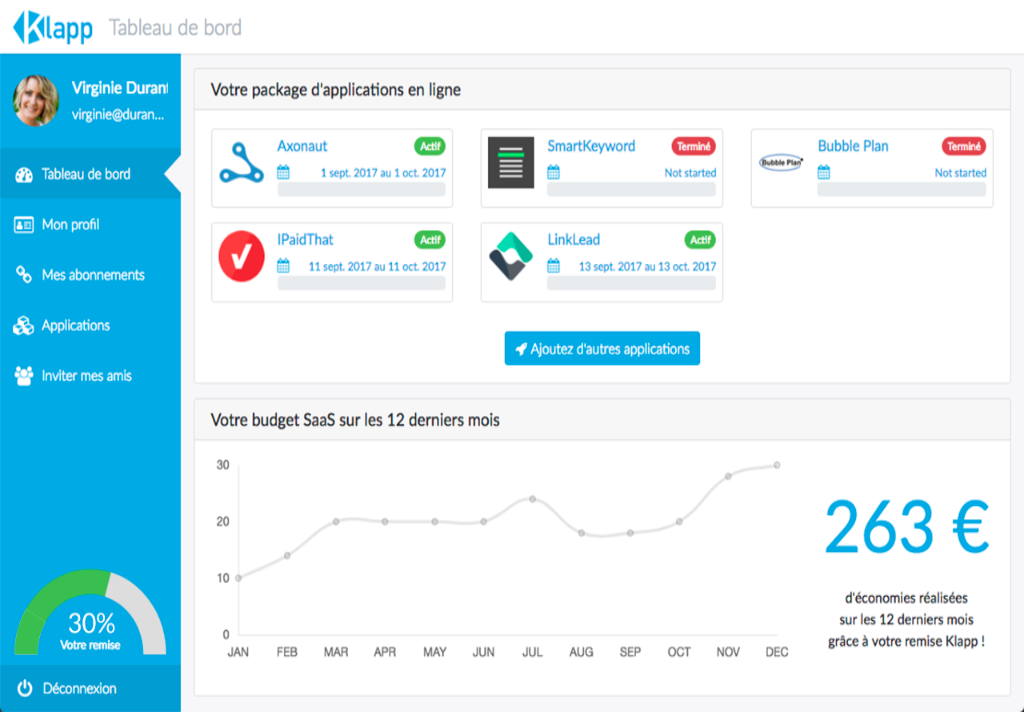 Klapp Tableau de bord
Virginie Durant
virginie@duran...
Tableau de bord
Mon profil
Mes abonnements
Applications
Inviter mes amis
30%
Votre remise
Déconnexion
Votre package d'applications en ligne
Axonaut Actif
1 sept. 2017 au 1 oct. 2017
SmartKeyword Terminé
Not started
Bubble Plan
Bubble Plan Terminé
Not started
IPaidThat Actif
11 sept. 2017 au 11 oct. 2017
LinkLead Actif
13 sept. 2017 au 13 oct. 2017
Ajoutez d'autres applications
Votre budget SaaS sur les 12 derniers mois
30
20
10
0
JAN FEB MAR APR MAY JUN JUL AUG SEP OCT NOV DEC
263 €
d'économies réalisées
sur les 12 derniers mois
grâce à votre remise Klapp !